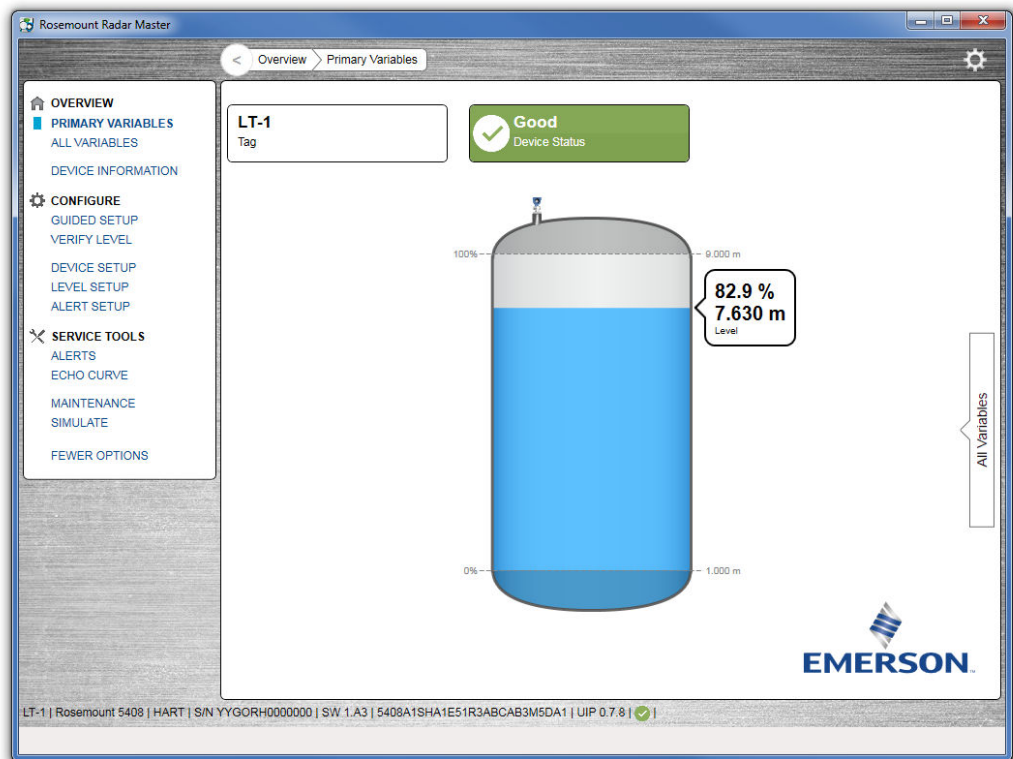 Rosemount Radar Master
< Overview Primary Variables
OVERVIEW
PRIMARY VARIABLES
ALL VARIABLES
DEVICE INFORMATION
CONFIGURE
GUIDED SETUP
VERIFY LEVEL
DEVICE SETUP
LEVEL SETUP
ALERT SETUP
SERVICE TOOLS
ALERTS
ECHO CURVE
MAINTENANCE
SIMULATE
FEWER OPTIONS
LT-1
Tag
Good
Device Status
100%
9.000 m
82.9 %
7.630 m
Level
0%
1.000 m
All Variables
EMERSON
LT-1 | Rosemount 5408 | HART | S/N YYGORH0000000 | SW 1.A3 | 5408A1SHA1E51R3ABCAB3M5DA1 | UIP 0.7.8 | |